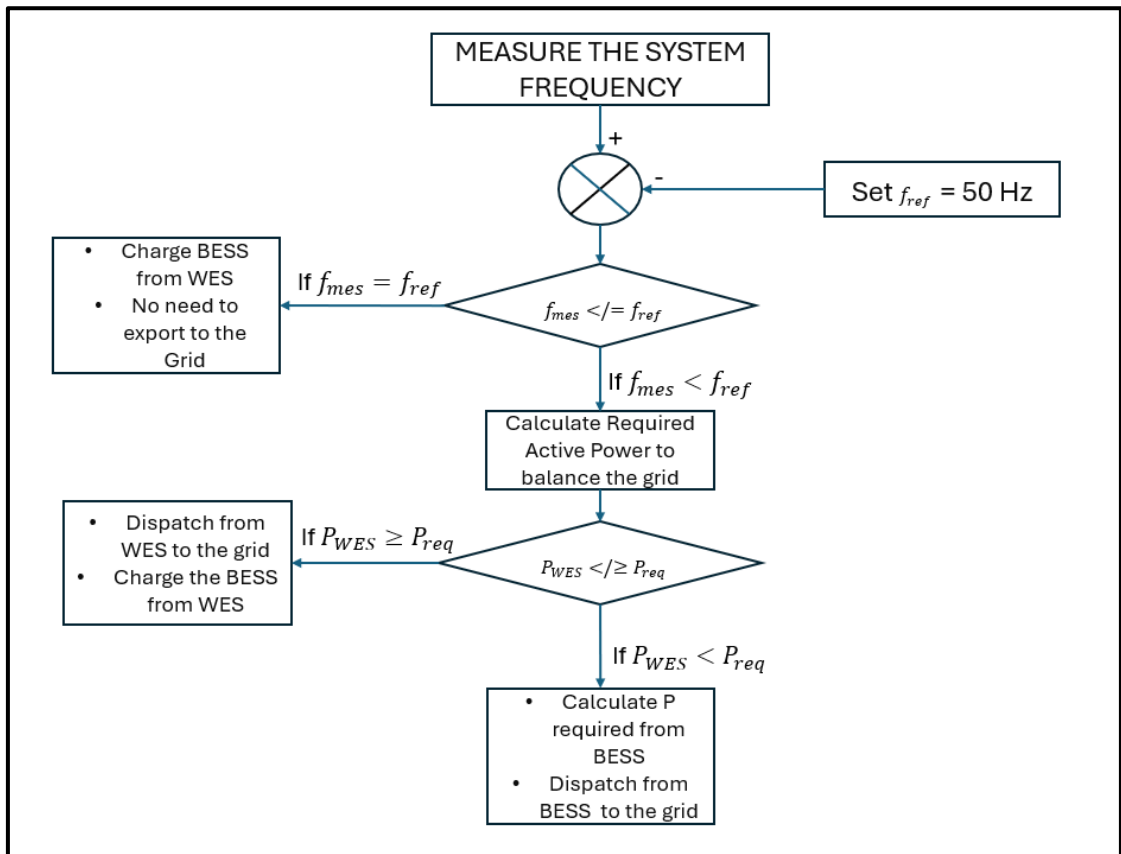 MEASURE THE SYSTEM
FREQUENCY
+
-
Set f_ref = 50 Hz
• Charge BESS
from WES
• No need to
export to the
Grid
If f_mes = f_ref
f_mes </= f_ref
If f_mes < f_ref
Calculate Required
Active Power to
balance the grid
• Dispatch from
WES to the grid
• Charge the BESS
from WES
If P_WES ≥ P_req
P_WES </≥ P_req
If P_WES < P_req
• Calculate P
required from
BESS
• Dispatch from
BESS to the grid